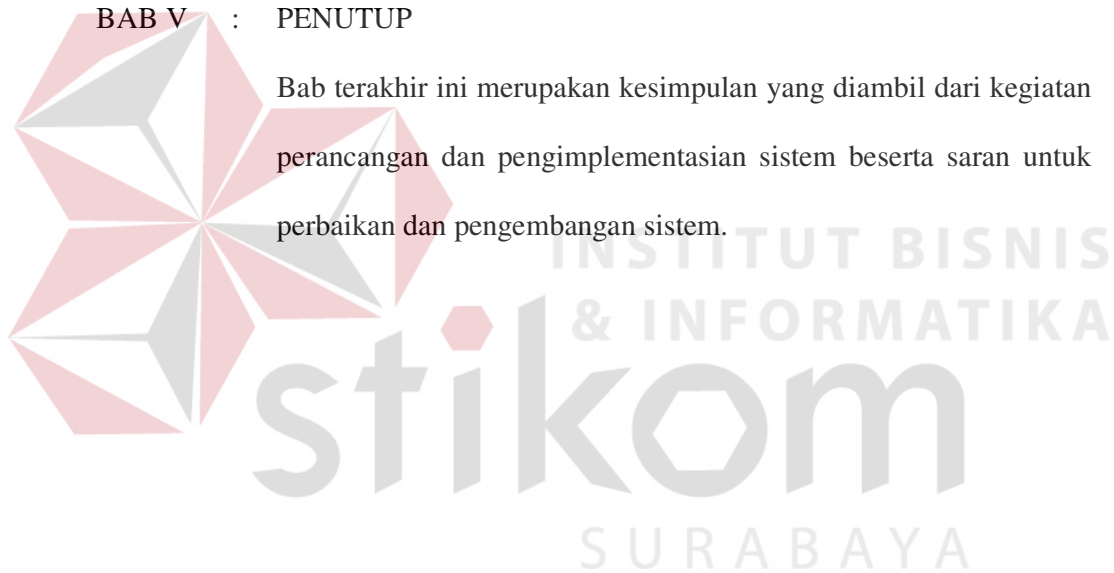 BAB V : PENUTUP
Bab terakhir ini merupakan kesimpulan yang diambil dari kegiatan
perancangan dan pengimplementasian sistem beserta saran untuk
perbaikan dan pengembangan sistem.
INSTITUT BISNIS
& INFORMATIKA
stikom
SURABAYA